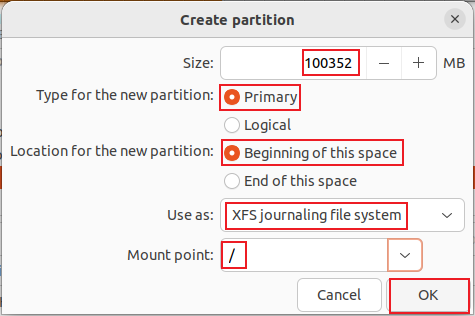 Create partition
Size: 100352 − + MB
Type for the new partition: Primary
Logical
Location for the new partition: Beginning of this space
End of this space
Use as: XFS journaling file system
Mount point: /
Cancel OK